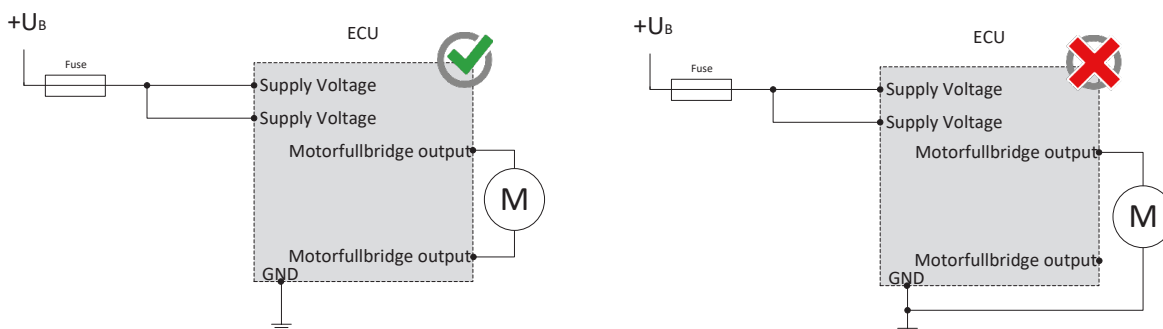 +UB
ECU
Fuse
Supply Voltage
Supply Voltage
Motorfullbridge output
M
Motorfullbridge output
GND
+UB
ECU
Fuse
Supply Voltage
Supply Voltage
Motorfullbridge output
M
Motorfullbridge output
GND